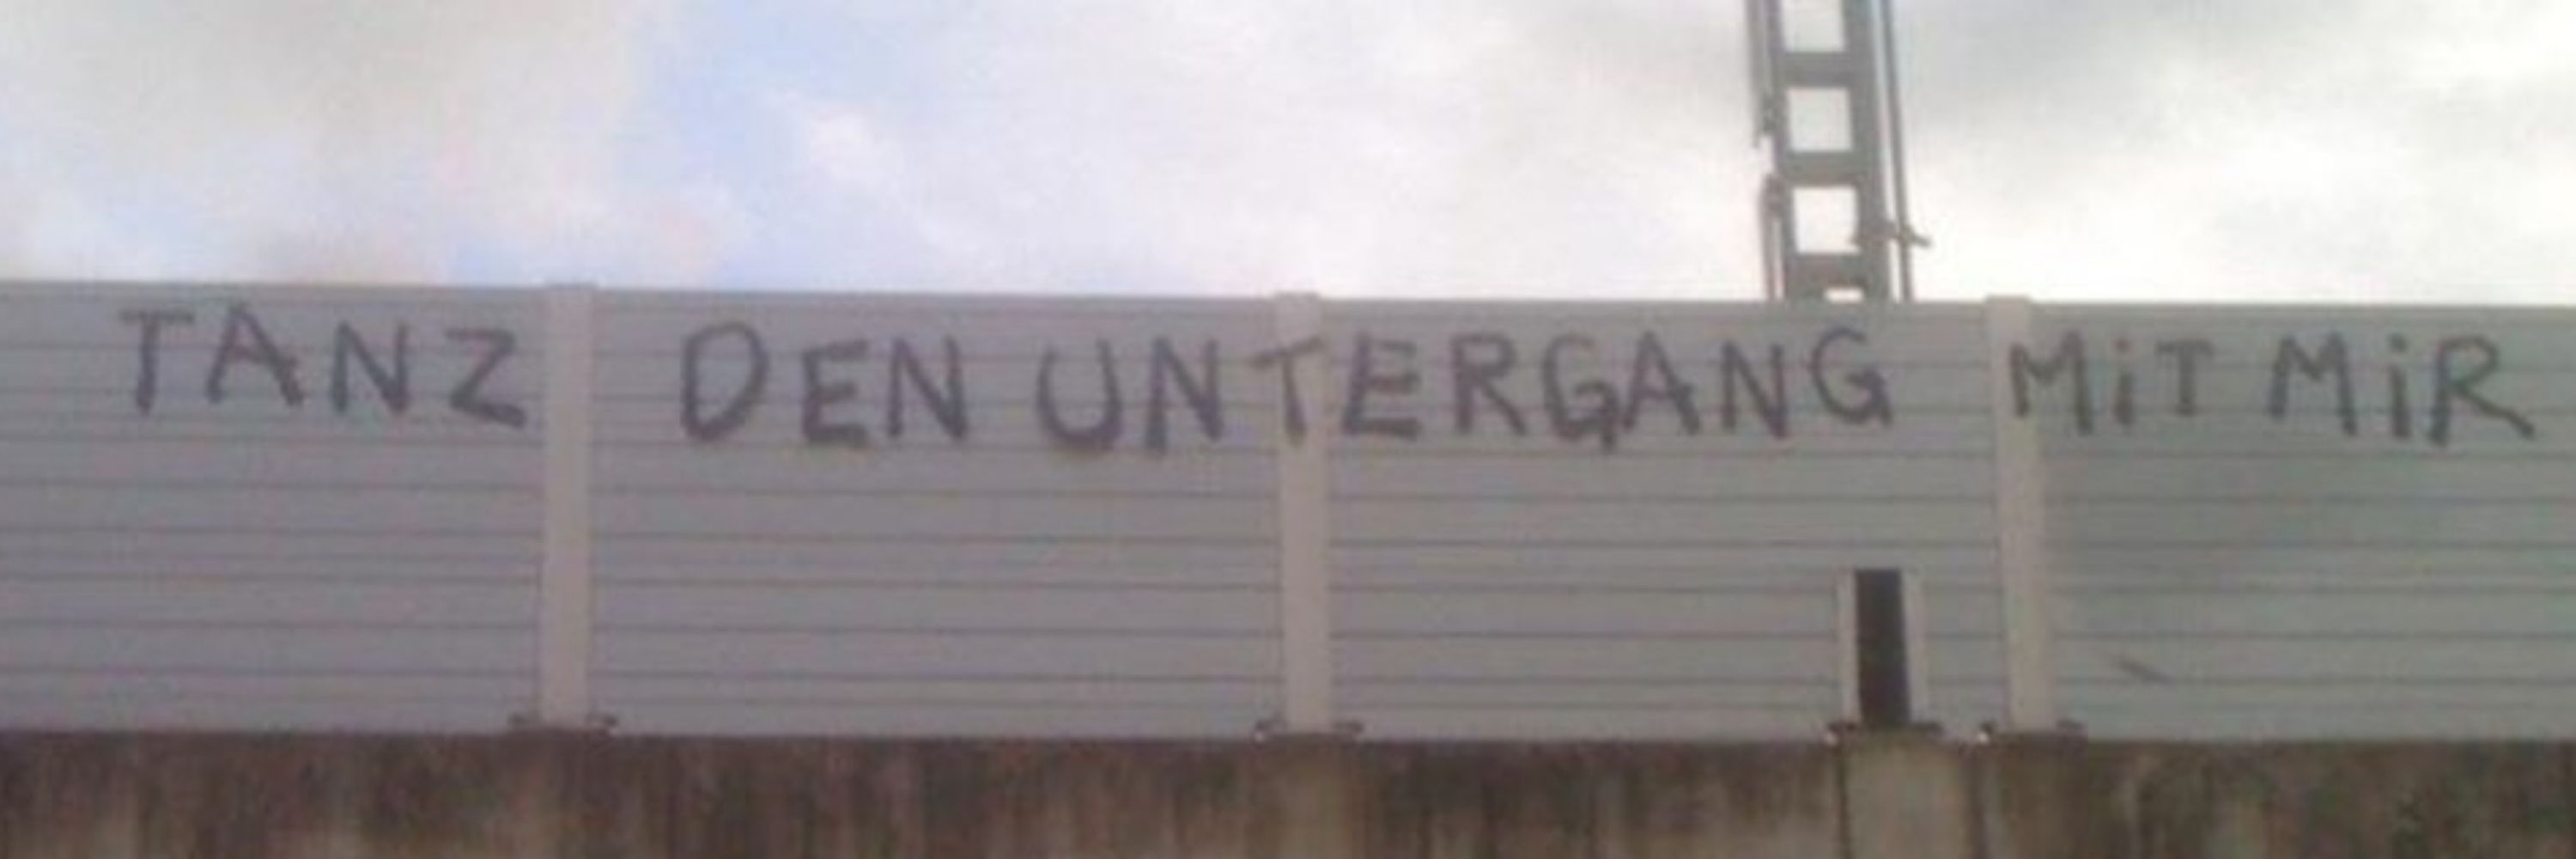 TANZ DEN UNTERGANG MiT MiR